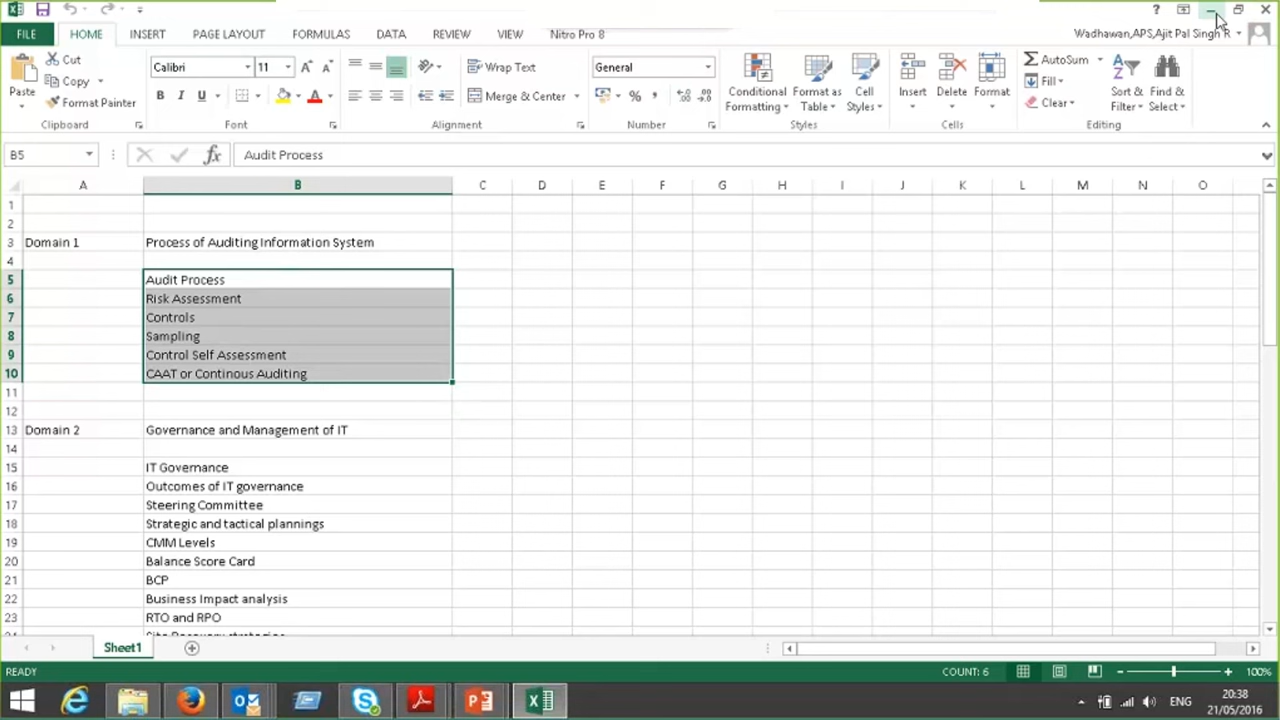 FILE HOME INSERT PAGE LAYOUT FORMULAS DATA REVIEW VIEW Nitro Pro 8 Wadhawan,APS,Ajit Pal Singh R
Paste Cut Copy Format Painter
Clipboard
Calibri 11
B I U A
Font
Wrap Text
Merge & Center
Alignment
General
%
Number
Conditional Formatting Format as Table Cell Styles
Styles
Insert Delete Format
Cells
AutoSum
Fill
Clear
Sort & Filter Find & Select
Editing
B5 fx Audit Process
A B C D E F G H I J K L M N O
1
2
3 Domain 1 Process of Auditing Information System
4
5 Audit Process
6 Risk Assessment
7 Controls
8 Sampling
9 Control Self Assessment
10 CAAT or Continous Auditing
11
12
13 Domain 2 Governance and Management of IT
14
15 IT Governance
16 Outcomes of IT governance
17 Steering Committee
18 Strategic and tactical plannings
19 CMM Levels
20 Balance Score Card
21 BCP
22 Business Impact analysis
23 RTO and RPO
Sheet1
READY COUNT: 6 100%
ENG 20:38
21/05/2016